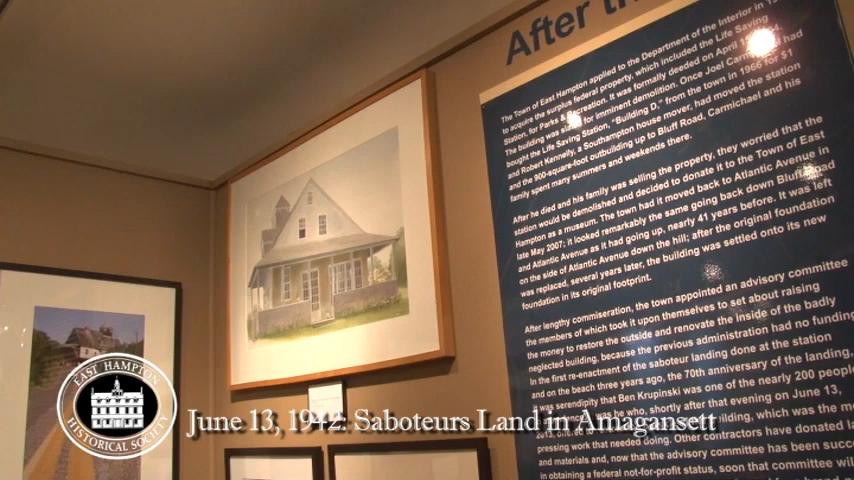 After th
The Town of East Hampton applied to the Department of the Interior in
to acquire the surplus federal property, which included the Life Saving
Station, for Parks & Recreation. It was formally deeded on April
The building was slated for imminent demolition. Once Joel Carmichael had
bought the Life Saving Station, "Building D," from the town in 1966 for $1
and Robert Kennelly, a Southampton house mover, had moved the station
and the 900-square-foot outbuilding up to Bluff Road, Carmichael and his
family spent many summers and weekends there.
After he died and his family was selling the property, they worried that the
station would be demolished and decided to donate it to the Town of East
Hampton as a museum. The town had it moved back to Atlantic Avenue in
late May 2007; it looked remarkably the same going back down Bluff Road
and Atlantic Avenue as it had going up, nearly 41 years before. It was left
on the side of Atlantic Avenue down the hill; after the original foundation
was replaced, several years later, the building was settled onto its new
foundation in its original footprint.
After lengthy commiseration, the town appointed an advisory committee
the members of which took it upon themselves to set about raising
the money to restore the outside and renovate the inside of the badly
neglected building, because the previous administration had no funding
In the first re-enactment of the saboteur landing done at the station
and on the beach three years ago, the 70th anniversary of the landing,
was serendipity that Ben Krupinski was one of the nearly 200 people
was he who, shortly after that evening on June 13,
building, which was the mo
pressing work that needed doing. Other contractors have donated la
and materials and, now that the advisory committee has been succe
in obtaining a federal not-for-profit status, soon that committee wil
EAST HAMPTON
HISTORICAL SOCIETY
June 13, 1942: Saboteurs Land in Amagansett